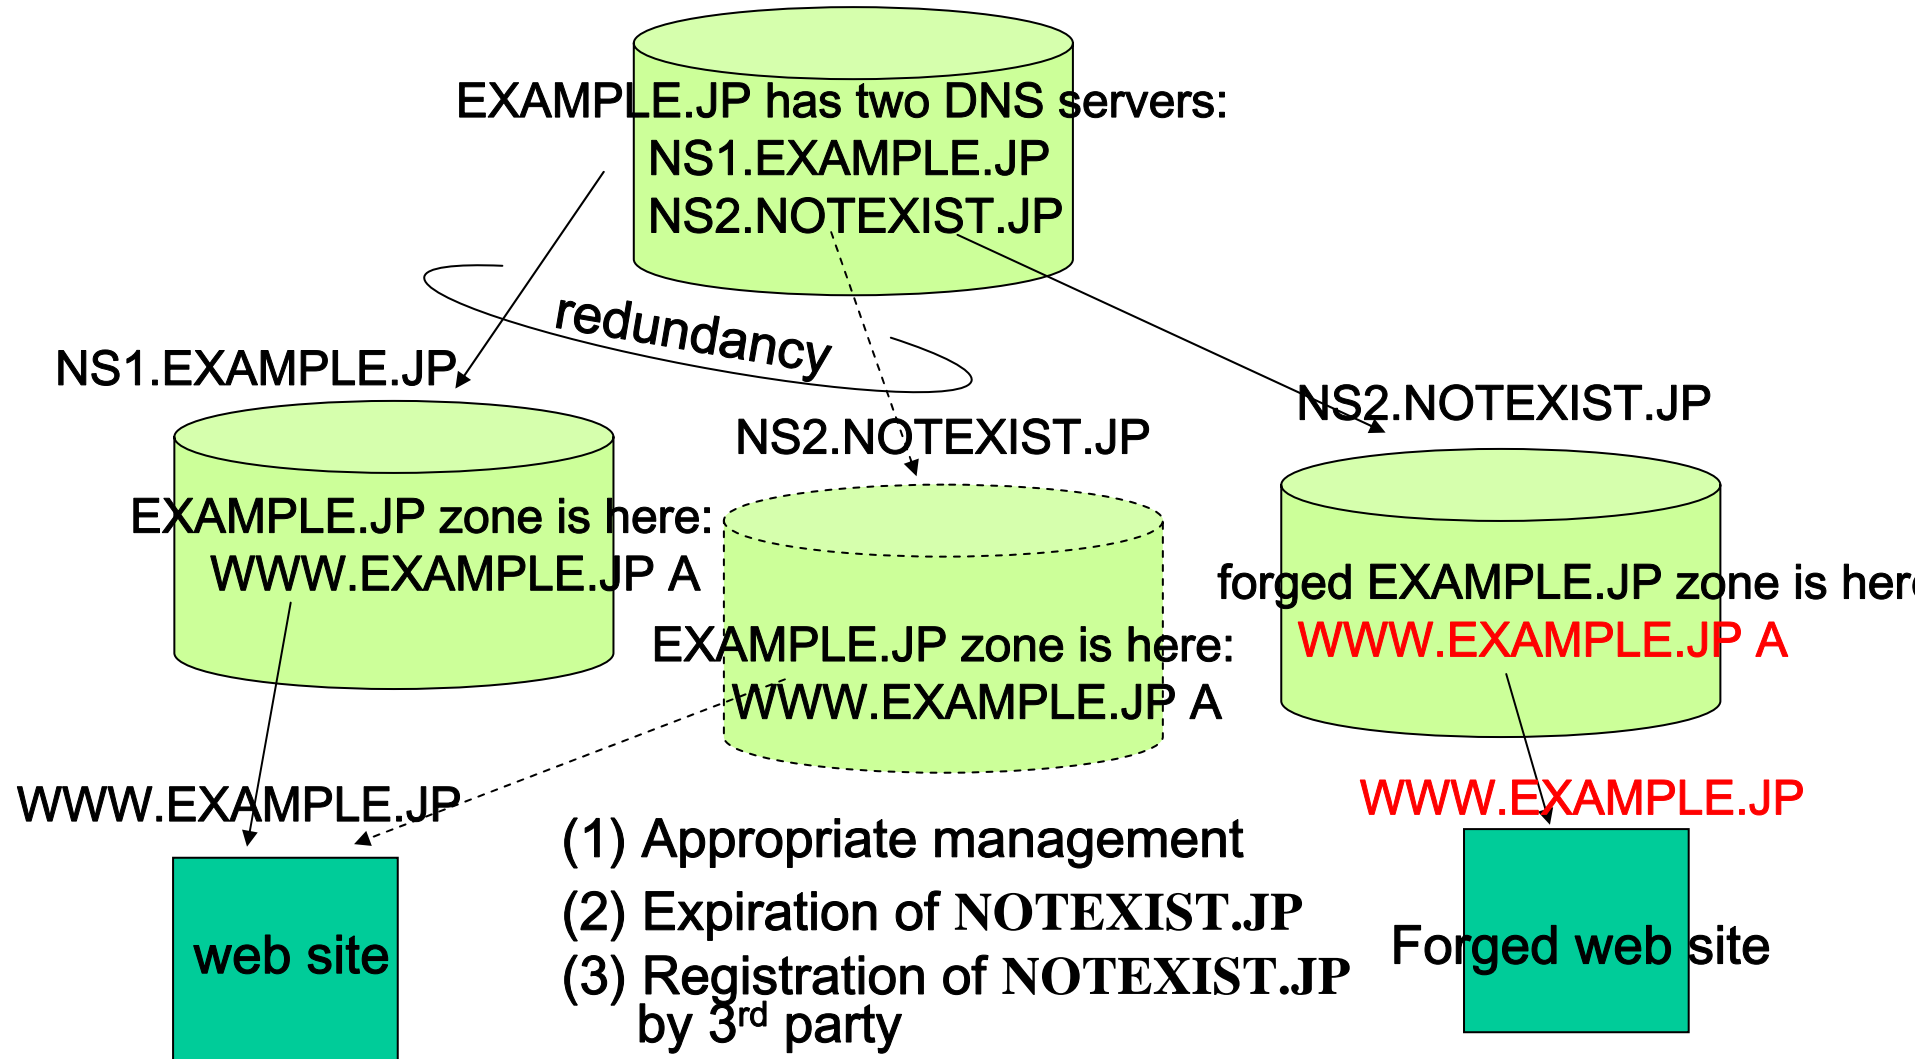 EXAMPLE.JP has two DNS servers:
NS1.EXAMPLE.JP
NS2.NOTEXIST.JP
redundancy
NS1.EXAMPLE.JP
NS2.NOTEXIST.JP
NS2.NOTEXIST.JP
EXAMPLE.JP zone is here:
WWW.EXAMPLE.JP A
EXAMPLE.JP zone is here:
WWW.EXAMPLE.JP A
forged EXAMPLE.JP zone is here
WWW.EXAMPLE.JP A
WWW.EXAMPLE.JP
WWW.EXAMPLE.JP
(1) Appropriate management
(2) Expiration of NOTEXIST.JP
(3) Registration of NOTEXIST.JP
by 3rd party
web site
Forged web site